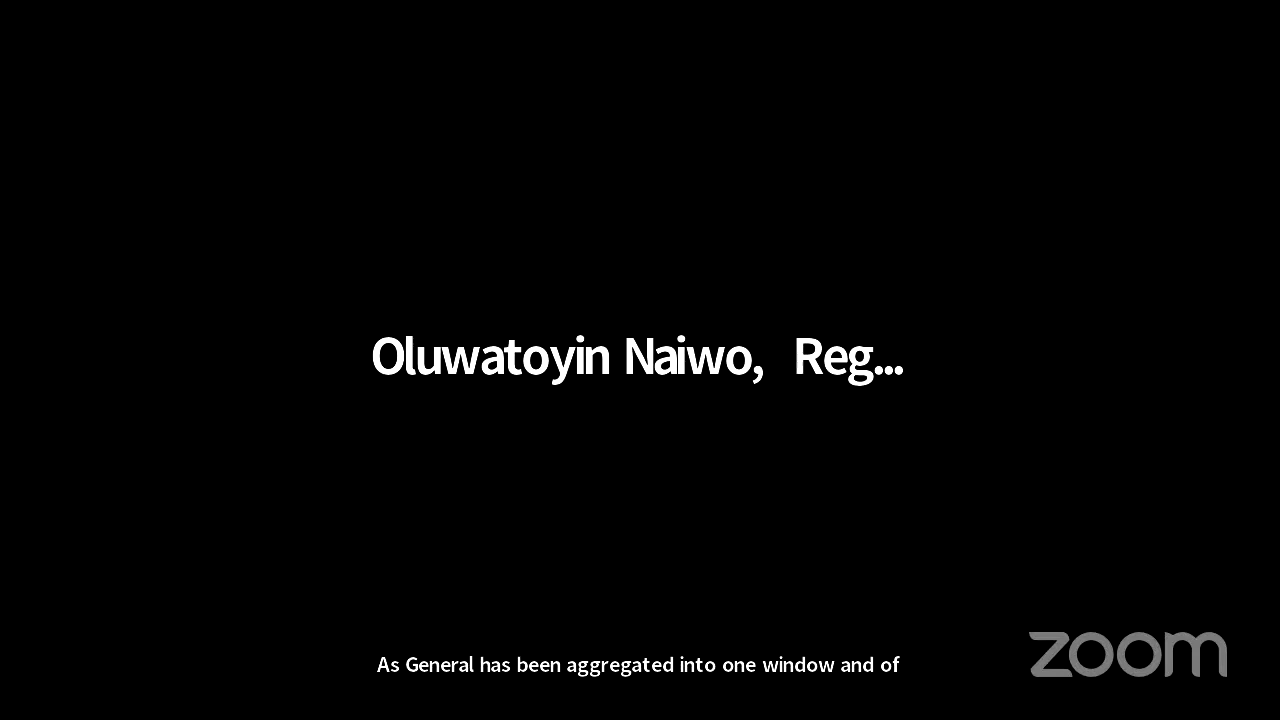 Oluwatoyin Naiwo, Reg...
As General has been aggregated into one window and of
zoom